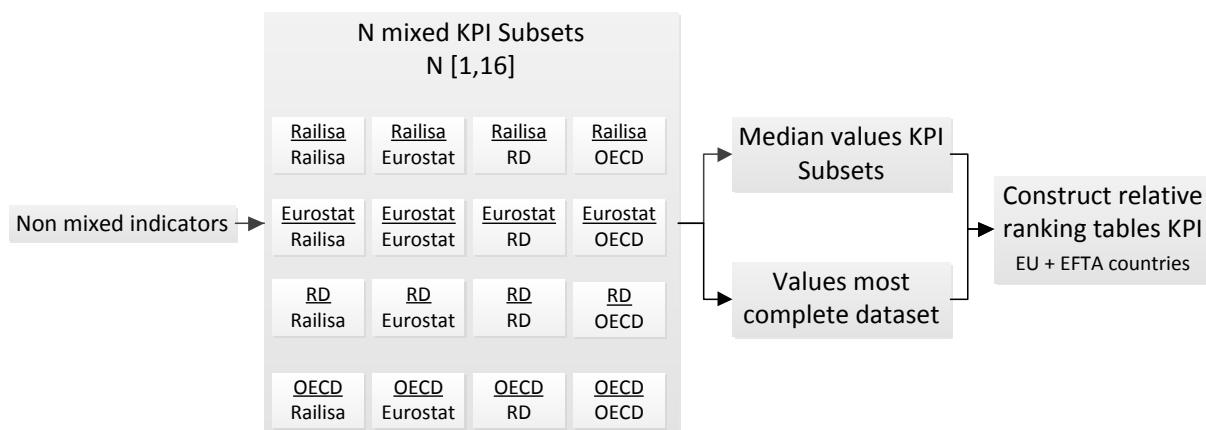 N mixed KPI Subsets
N [1,16]
Railisa
Railisa
Railisa
Eurostat
Railisa
RD
Railisa
OECD
Eurostat
Railisa
Eurostat
Eurostat
Eurostat
RD
Eurostat
OECD
RD
Railisa
RD
Eurostat
RD
RD
RD
OECD
OECD
Railisa
OECD
Eurostat
OECD
RD
OECD
OECD
Non mixed indicators
Median values KPI
Subsets
Values most
complete dataset
Construct relative
ranking tables KPI
EU + EFTA countries